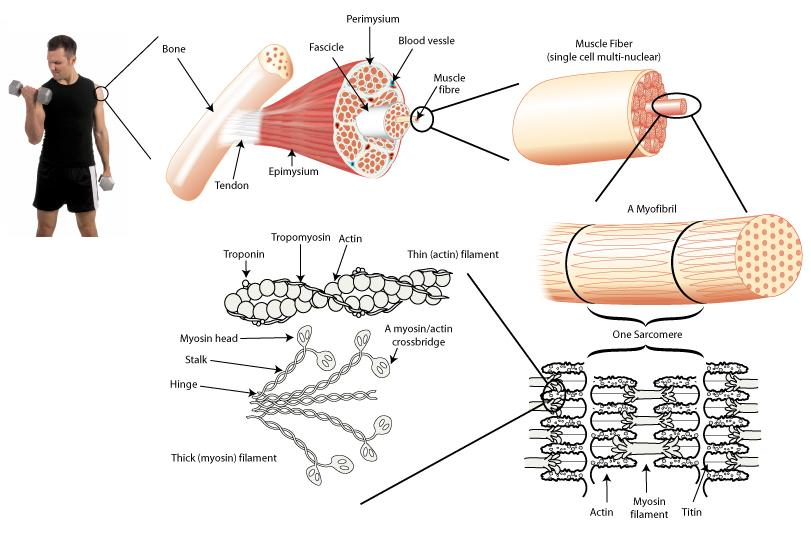 Perimysium
Fascicle
Blood vessle
Bone
Muscle
fibre
Tendon
Epimysium
Muscle Fiber
(single cell multi-nuclear)
A Myofibril
One Sarcomere
Tropomyosin
Actin
Troponin
Thin (actin) filament
Myosin head
A myosin/actin
crossbridge
Stalk
Hinge
Thick (myosin) filament
Actin
Myosin
filament
Titin